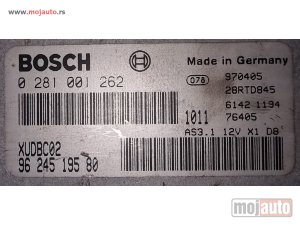 www.mojauto.rs
BOSCH
Made in Germany
0 281 001 262
D78
970405
28RTD845
6142 1194
1011
76405
AS3.1 12V X1 D8
XUDBC02
96 245 195 80
mojauto